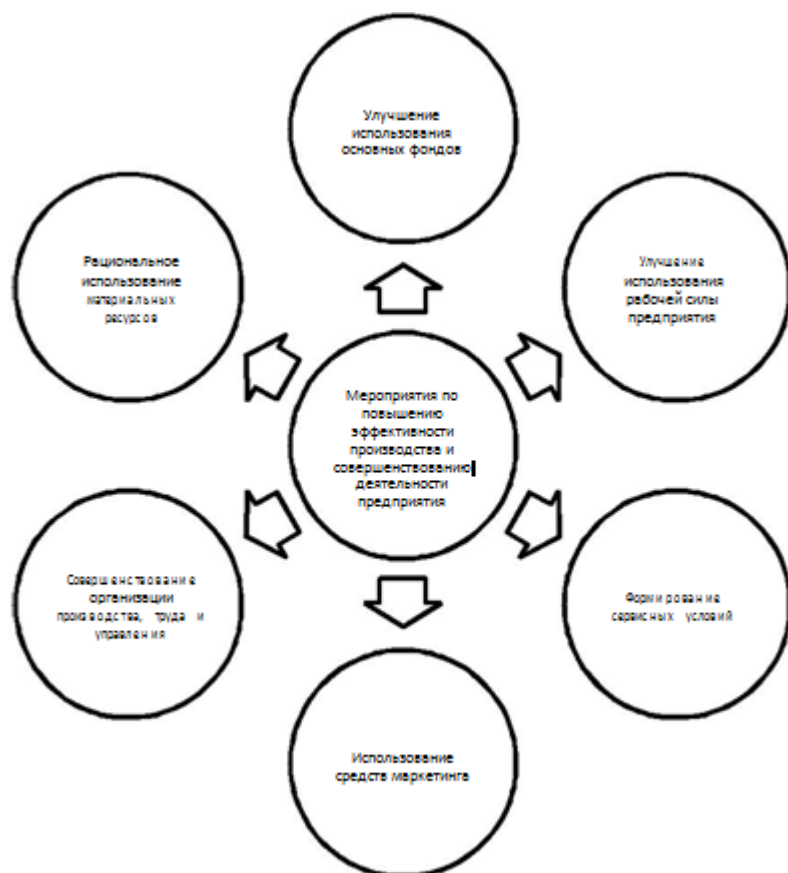 Улучшение
использования
основных фондов
Рациональное
использование
материальных
ресурсов
Улучшение
использования
рабочей силы
предприятия
Мероприятия по
повышению
эффективности
производства и
совершенствованию
деятельности
предприятия
Совершенствование
организации
производства, труда и
управления
Формирование
сервисных условий
Использование
средств маркетинга